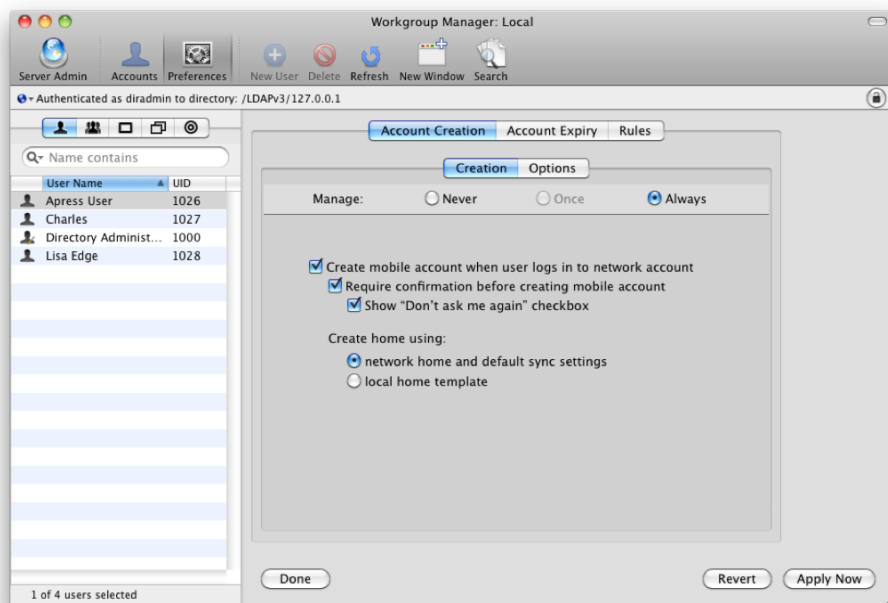 Workgroup Manager: Local
Server Admin Accounts Preferences New User Delete Refresh New Window Search
Authenticated as diradmin to directory: /LDAPv3/127.0.0.1
Name contains
User Name UID
Apress User 1026
Charles 1027
Directory Administ... 1000
Lisa Edge 1028
1 of 4 users selected
Account Creation Account Expiry Rules
Creation Options
Manage: Never Once Always
Create mobile account when user logs in to network account
Require confirmation before creating mobile account
Show “Don't ask me again” checkbox
Create home using:
network home and default sync settings
local home template
Done Revert Apply Now